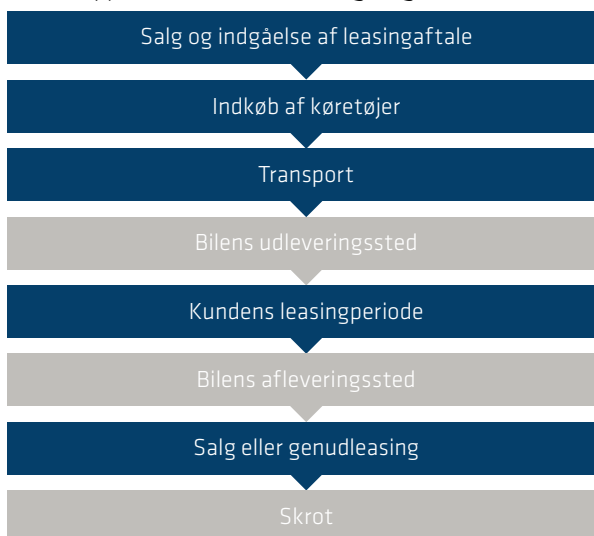 Salg og indgåelse af leasingaftale
Indkøb af køretøjer
Transport
Bilens udleveringssted
Kundens leasingperiode
Bilens afleveringssted
Salg eller genudleasing
Skrot